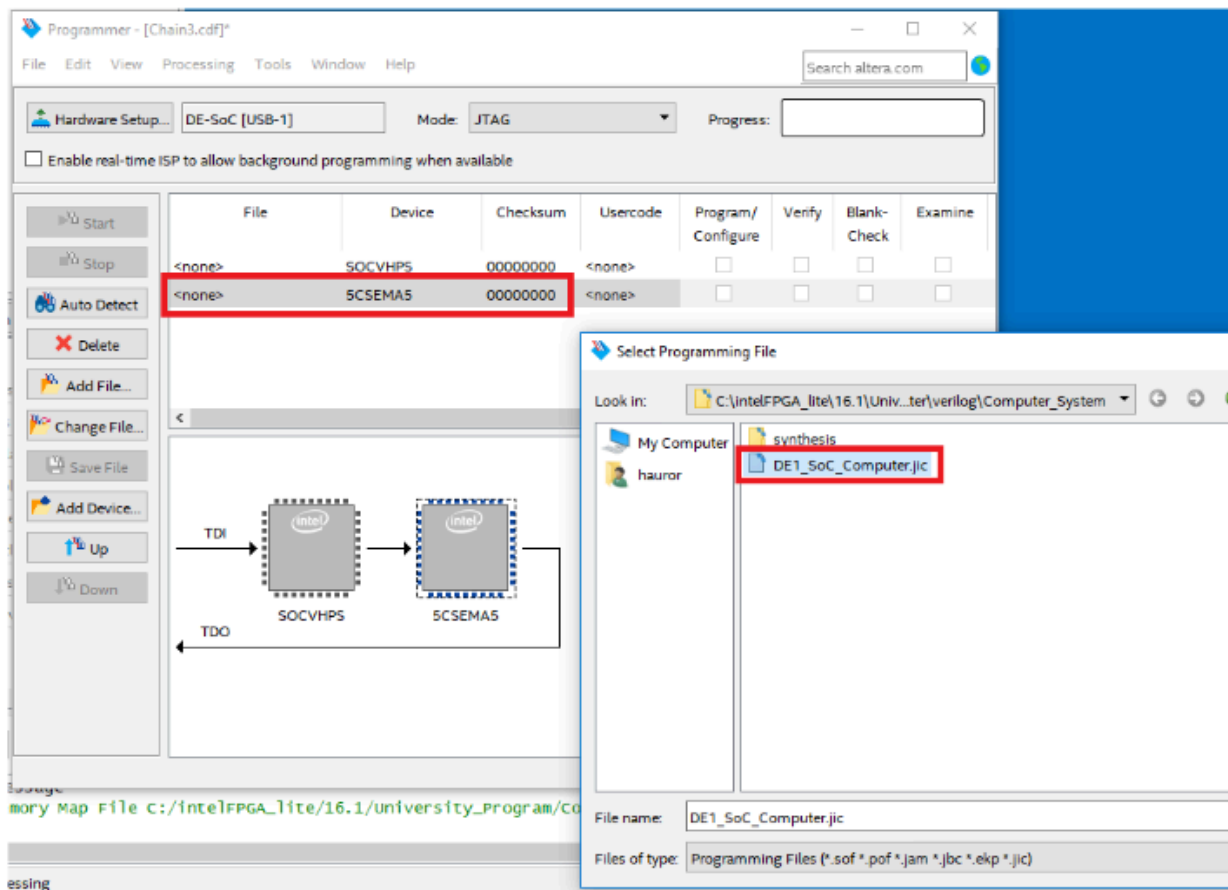 Programmer - [Chain3.cdf]*
File Edit View Processing Tools Window Help
Search altera.com
Hardware Setup... DE-SoC [USB-1] Mode: JTAG Progress:
Enable real-time ISP to allow background programming when available
File Device Checksum Usercode Program/ Verify Blank- Examine
Configure Check
Start
Stop
Auto Detect
Delete
Add File...
Change File...
Save File
Add Device...
Up
Down
<none> SOCVHPS 00000000 <none>
<none> 5CSEMA5 00000000 <none>
TDI
intel
intel
SOCVHPS 5CSEMA5
TDO
Select Programming File
Look in: C:\intelFPGA_lite\16.1\Univ...ter\verilog\Computer_System
My Computer
hauror
synthesis
DE1_SoC_Computer.jic
File name: DE1_SoC_Computer.jic
Files of type: Programming Files (*.sof *.pof *.jam *.jbc *.ekp *.jic)
mory Map File C:/intelFPGA_lite/16.1/University_Program/Co
essing